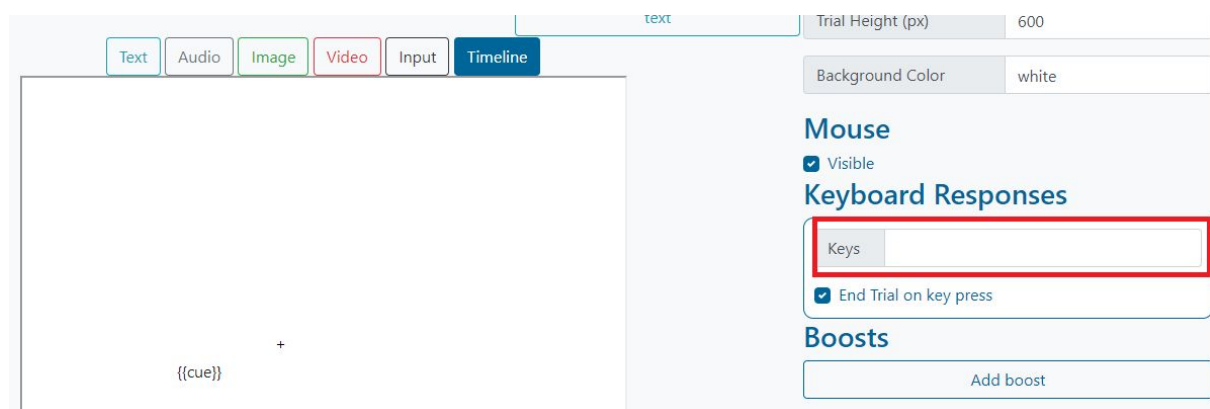 text
Text Audio Image Video Input Timeline
+
{{cue}}
Trial Height (px) 600
Background Color white
Mouse
Visible
Keyboard Responses
Keys
End Trial on key press
Boosts
Add boost